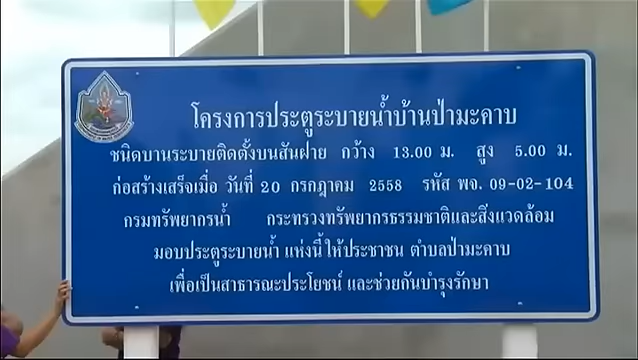 โครงการประตูระบายน้ำบ้านป่ามะคาบ
ชนิดบานระบายติดตั้งบนสันฝาย กว้าง 13.00 ม. สูง 5.00 ม.
ก่อสร้างเสร็จเมื่อ วันที่ 20 กรกฎาคม 2558 รหัส พจ. 09-02-104
กรมทรัพยากรน้ำ กระทรวงทรัพยากรธรรมชาติและสิ่งแวดล้อม
มอบประตูระบายน้ำ แห่งนี้ ให้ประชาชน ตำบลป่ามะคาบ
เพื่อเป็นสาธารณะประโยชน์ และช่วยกันบำรุงรักษา